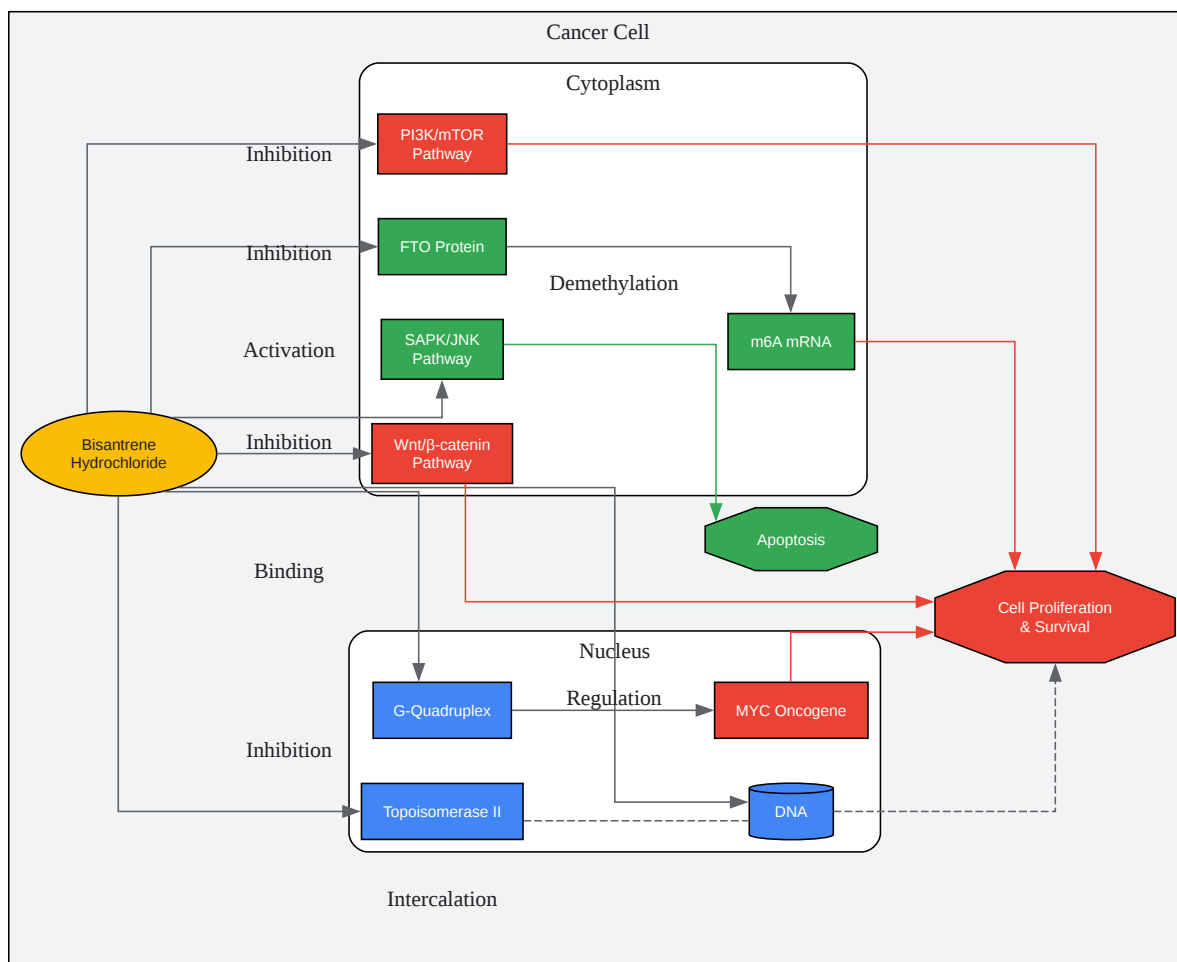 Cancer Cell
Cytoplasm
PI3K/mTOR
Pathway
Inhibition
FTO Protein
Inhibition
Demethylation
SAPK/JNK
Pathway
m6A mRNA
Activation
Bisantrene
Hydrochloride
Inhibition
Wnt/β-catenin
Pathway
Apoptosis
Binding
Cell Proliferation
& Survival
Nucleus
G-Quadruplex
Regulation
MYC Oncogene
Inhibition
Topoisomerase II
DNA
Intercalation